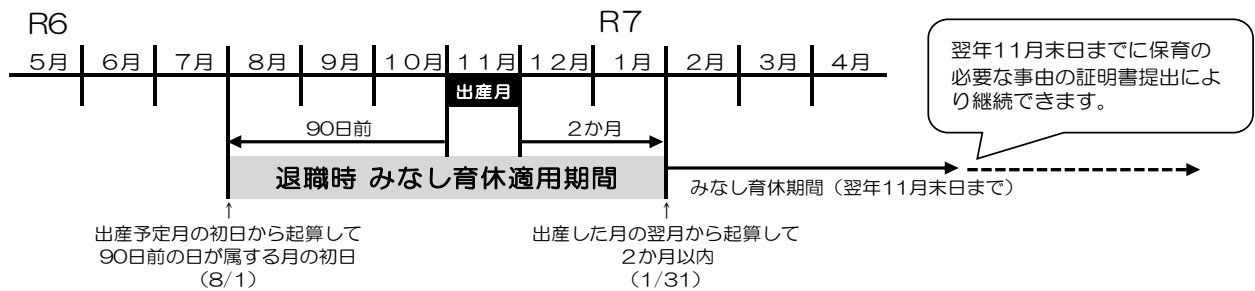 R6
R7
5月 6月 7月 8月 9月 10月 11月 12月 1月 2月 3月 4月
出産月
90日前
2か月
退職時 みなし育休適用期間
みなし育休期間(翌年11月末日まで)
翌年11月末日までに保育の
必要な事由の証明書提出によ
り継続できます。
↑
出産予定月の初日から起算して
90日前の日が属する月の初日
(8/1)
↑
出産した月の翌月から起算して
2か月以内
(1/31)